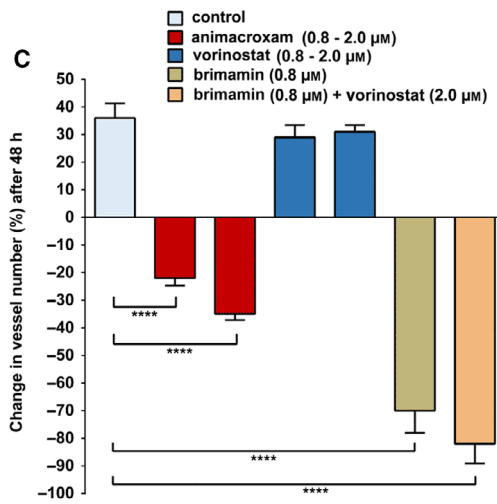 control
animacroxam (0.8 - 2.0 µM)
vorinostat (0.8 - 2.0 µM)
brimamin (0.8 µM)
brimamin (0.8 µM) + vorinostat (2.0 µM)
C
Change in vessel number (%) after 48 h
50
40
30
20
10
0
−10
−20
−30
−40
−50
−60
−70
−80
−90
−100
****
****
****
****